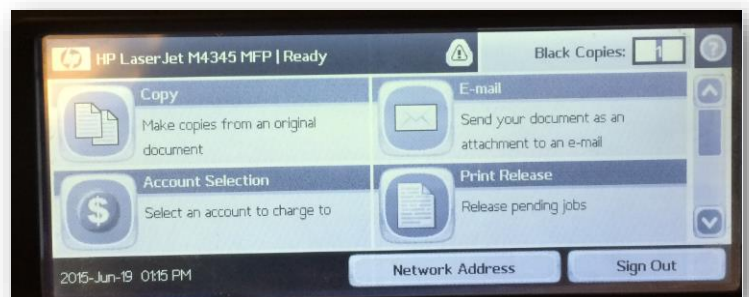 hp HP LaserJet M4345 MFP | Ready
Black Copies: 1 ?
Copy
Make copies from an original
document
E-mail
Send your document as an
attachment to an e-mail
Account Selection
$
Select an account to charge to
Print Release
Release pending jobs
2015-Jun-19 01:15 PM
Network Address
Sign Out